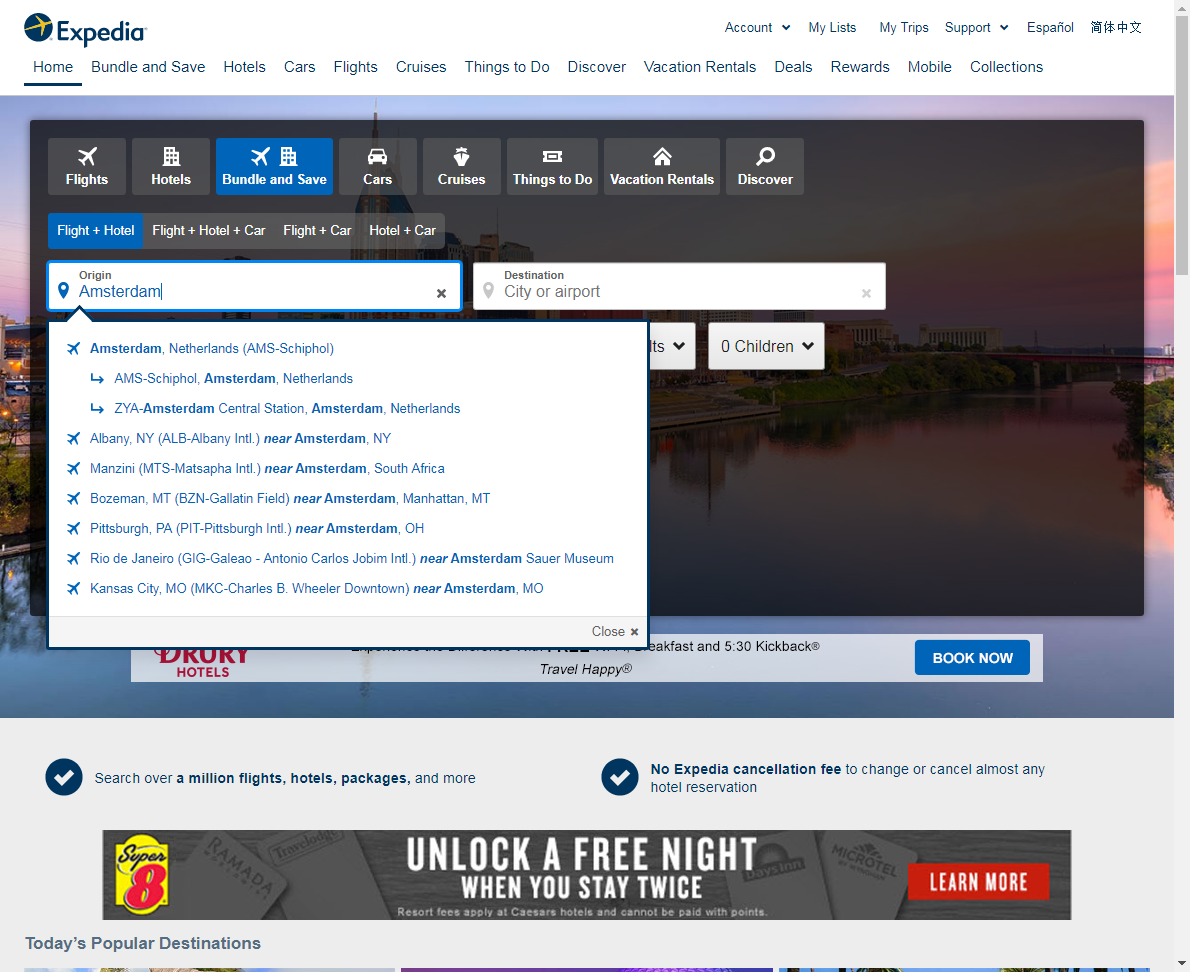 Expedia
Account
My Lists
My Trips
Support
Español
简体中文
Home
Bundle and Save
Hotels
Cars
Flights
Cruises
Things to Do
Discover
Vacation Rentals
Deals
Rewards
Mobile
Collections
Flights
Hotels
Bundle and Save
Cars
Cruises
Things to Do
Vacation Rentals
Discover
Flight + Hotel
Flight + Hotel + Car
Flight + Car
Hotel + Car
Origin
Amsterdam
Destination
City or airport
0 Children
Amsterdam, Netherlands (AMS-Schiphol)
AMS-Schiphol, Amsterdam, Netherlands
ZYA-Amsterdam Central Station, Amsterdam, Netherlands
Albany, NY (ALB-Albany Intl.) near Amsterdam, NY
Manzini (MTS-Matsapha Intl.) near Amsterdam, South Africa
Bozeman, MT (BZN-Gallatin Field) near Amsterdam, Manhattan, MT
Pittsburgh, PA (PIT-Pittsburgh Intl.) near Amsterdam, OH
Rio de Janeiro (GIG-Galeao - Antonio Carlos Jobim Intl.) near Amsterdam Sauer Museum
Kansas City, MO (MKC-Charles B. Wheeler Downtown) near Amsterdam, MO
Close
DRURY
HOTELS
and 5:30 Kickback®
Travel Happy®
BOOK NOW
Search over a million flights, hotels, packages, and more
No Expedia cancellation fee to change or cancel almost any
hotel reservation
Super
8
RAMADA
Travelodge
UNLOCK A FREE NIGHT
WHEN YOU STAY TWICE
Days Inn
MICROTEL
LEARN MORE
Resort fees apply at Caesars hotels and cannot be paid with points.
Today's Popular Destinations